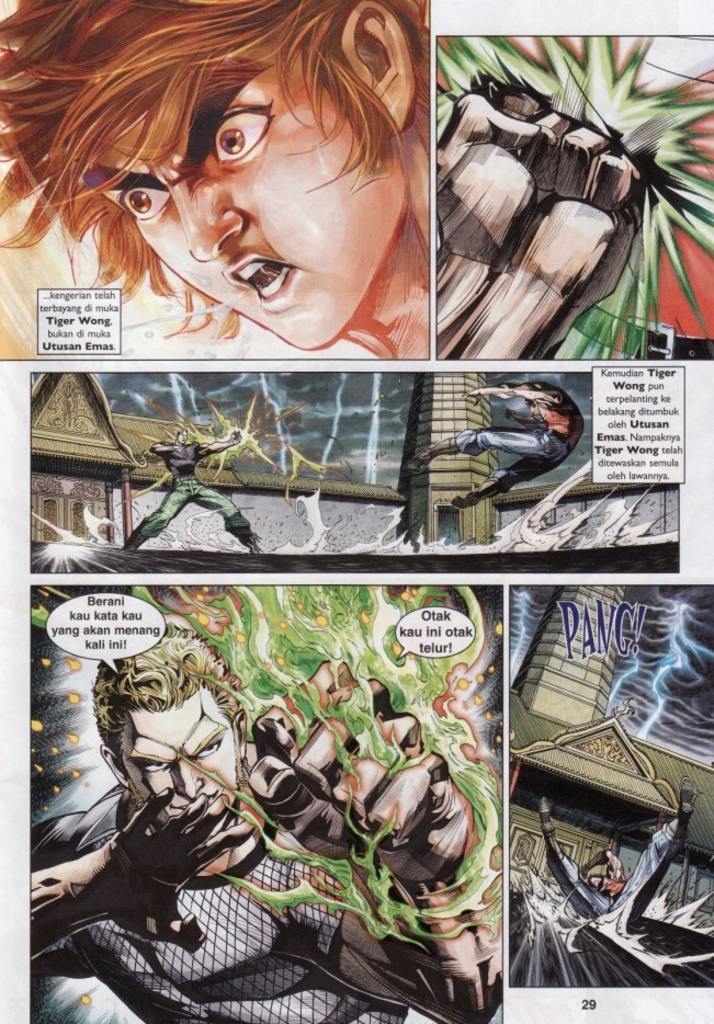 ...kengerian telah
terbayang di muka
Tiger Wong,
bukan di muka
Utusan Emas.
Kemudian Tiger
Wong pun
terpelanting ke
belakang ditumbuk
oleh Utusan
Emas. Nampaknya
Tiger Wong telah
ditewaskan semula
oleh lawannya.
Berani
kau kata kau
yang akan menang
kali ini!
Otak
kau ini otak
telur!
PANG!
29